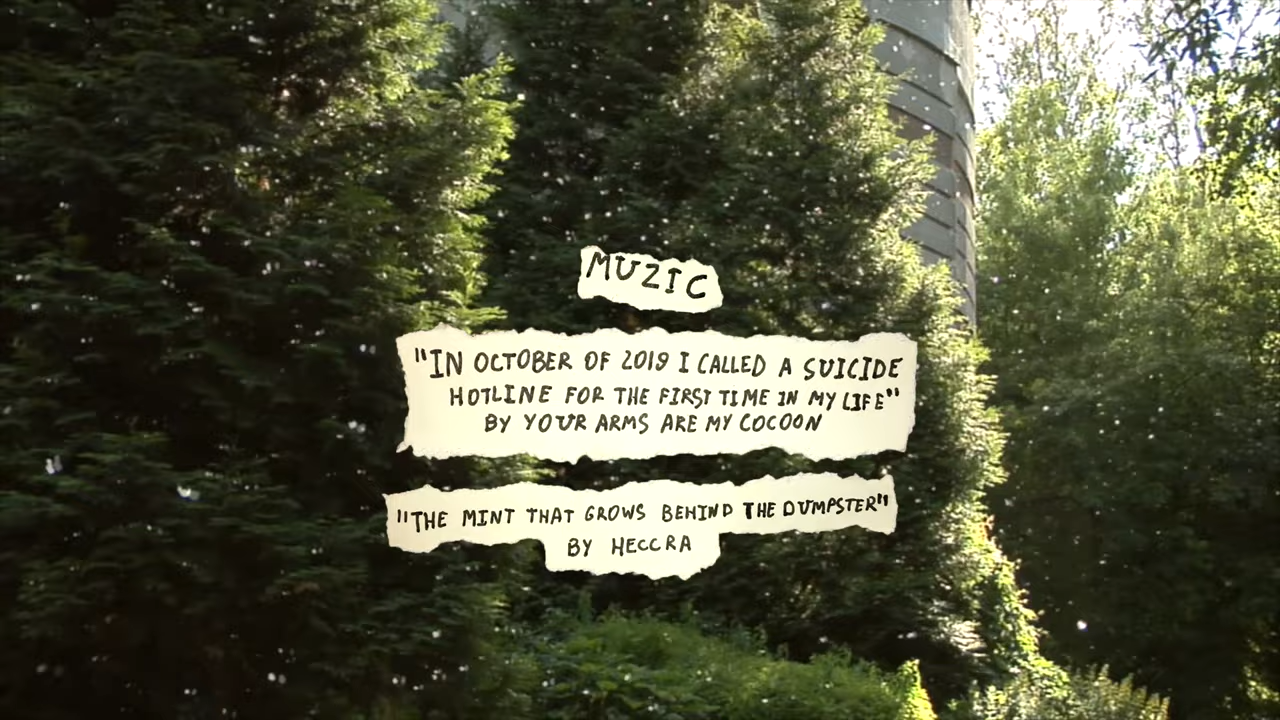 MUZIC
"IN OCTOBER OF 2019 I CALLED A SUICIDE
HOTLINE FOR THE FIRST TIME IN MY LIFE"
BY YOUR ARMS ARE MY COCOON
"THE MINT THAT GROWS BEHIND THE DUMPSTER"
BY HECCRA